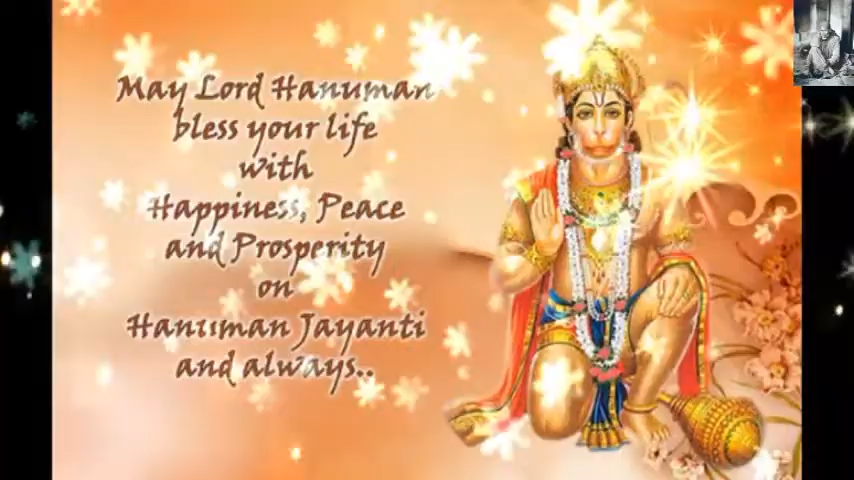 May Lord Hanuman
bless your life
with
Happiness, Peace
and Prosperity
on
Hanuman Jayanti
and always..